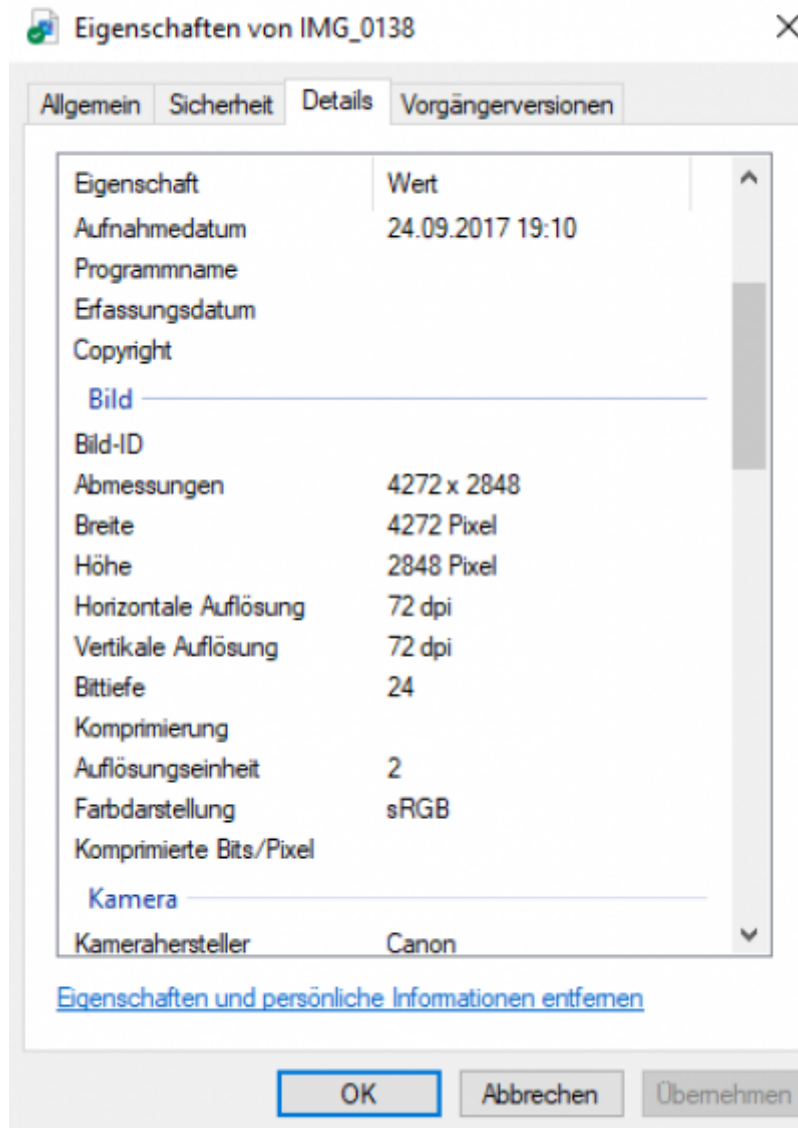 Eigenschaften von IMG_0138
Allgemein Sicherheit Details Vorgängerversionen
Eigenschaft Wert
Aufnahmedatum 24.09.2017 19:10
Programmname
Erfassungsdatum
Copyright
Bild
Bild-ID
Abmessungen 4272 x 2848
Breite 4272 Pixel
Höhe 2848 Pixel
Horizontale Auflösung 72 dpi
Vertikale Auflösung 72 dpi
Bittiefe 24
Komprimierung
Auflösungseinheit 2
Farbdarstellung sRGB
Komprimierte Bits/Pixel
Kamera
Kamerahersteller Canon
Eigenschaften und persönliche Informationen entfernen
OK Abbrechen Übernehmen